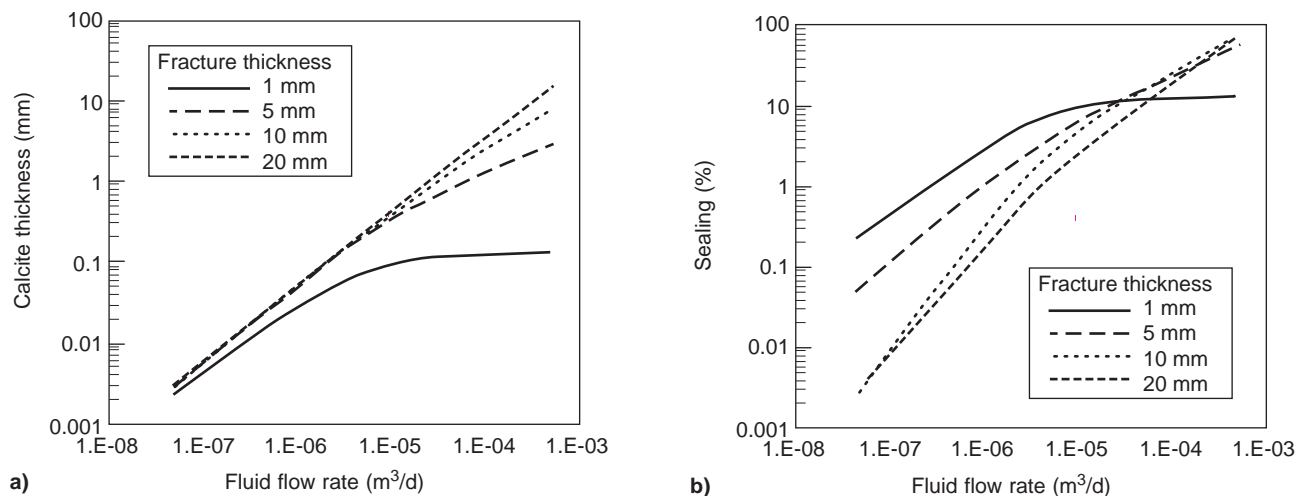 100
10
1
0.1
0.01
0.001
Calcite thickness (mm)
Fracture thickness
1 mm
5 mm
10 mm
20 mm
1.E-08
1.E-07
1.E-06
1.E-05
1.E-04
1.E-03
Fluid flow rate (m³/d)
a)
100
10
1
0.1
0.01
0.001
Sealing (%)
Fracture thickness
1 mm
5 mm
10 mm
20 mm
1.E-08
1.E-07
1.E-06
1.E-05
1.E-04
1.E-03
Fluid flow rate (m³/d)
b)